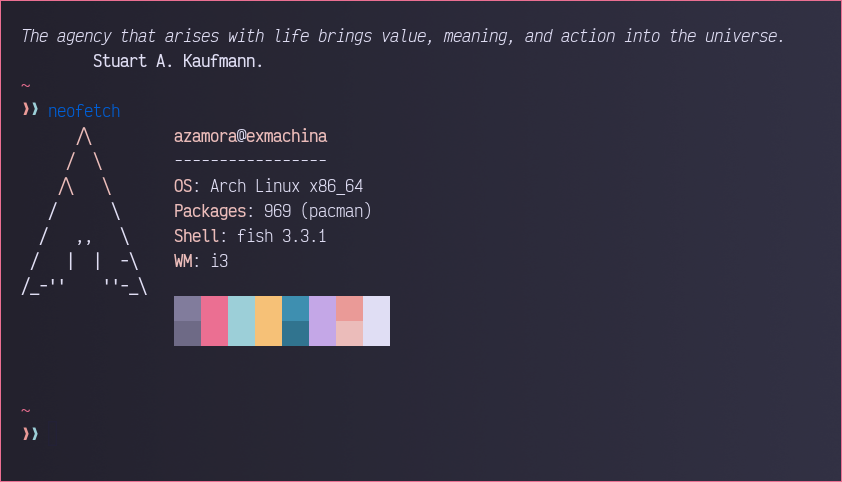 The agency that arises with life brings value, meaning, and action into the universe.
Stuart A. Kaufmann.
~
❱❱ neofetch
/\
azamora@exmachina
/  \
-----------------
/\   \
OS: Arch Linux x86_64
/      \
Packages: 969 (pacman)
/   ,,   \
Shell: fish 3.3.1
/   |  |  -\
WM: i3
/_-''    ''-_\
~
❱❱